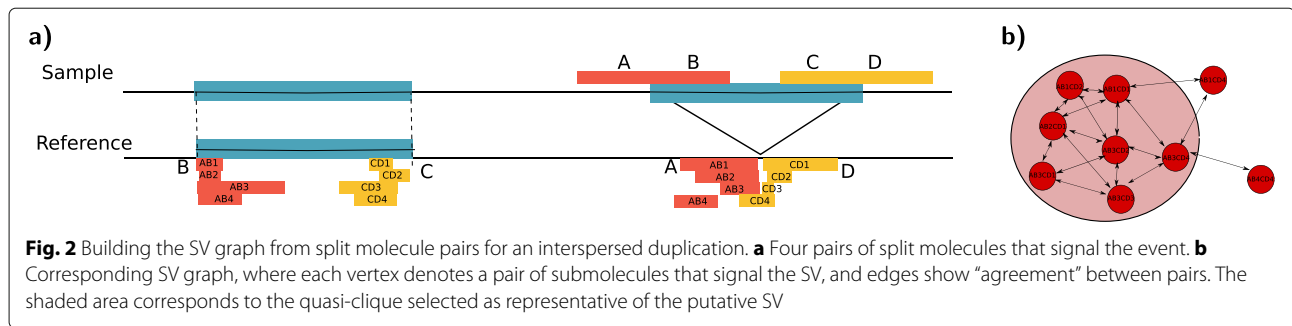 a)
b)
Sample
A B C D
Reference
B AB1 CD1 C A AB1 CD1 D
AB2 CD2 AB2 CD2
AB3 CD3 AB3 CD3
AB4 CD4 AB4 CD4
AB1CD4
AB2CD1
AB3CD4
AB4CD4
Fig. 2 Building the SV graph from split molecule pairs for an interspersed duplication. a Four pairs of split molecules that signal the event. b
Corresponding SV graph, where each vertex denotes a pair of submolecules that signal the SV, and edges show “agreement” between pairs. The
shaded area corresponds to the quasi-clique selected as representative of the putative SV